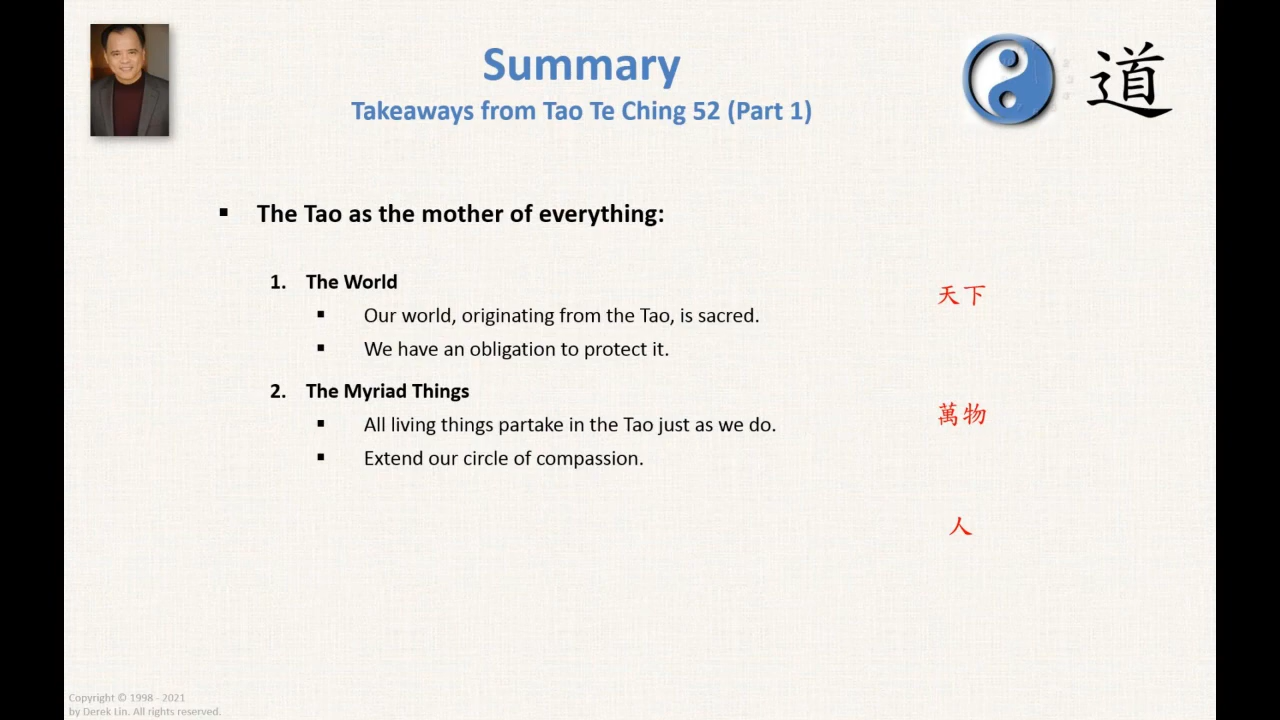 Summary
道
Takeaways from Tao Te Ching 52 (Part 1)
The Tao as the mother of everything:
1. The World
天下
Our world, originating from the Tao, is sacred.
We have an obligation to protect it.
2. The Myriad Things
萬物
All living things partake in the Tao just as we do.
Extend our circle of compassion.
人
Copyright © 1998 - 2021
by Derek Lin. All rights reserved.